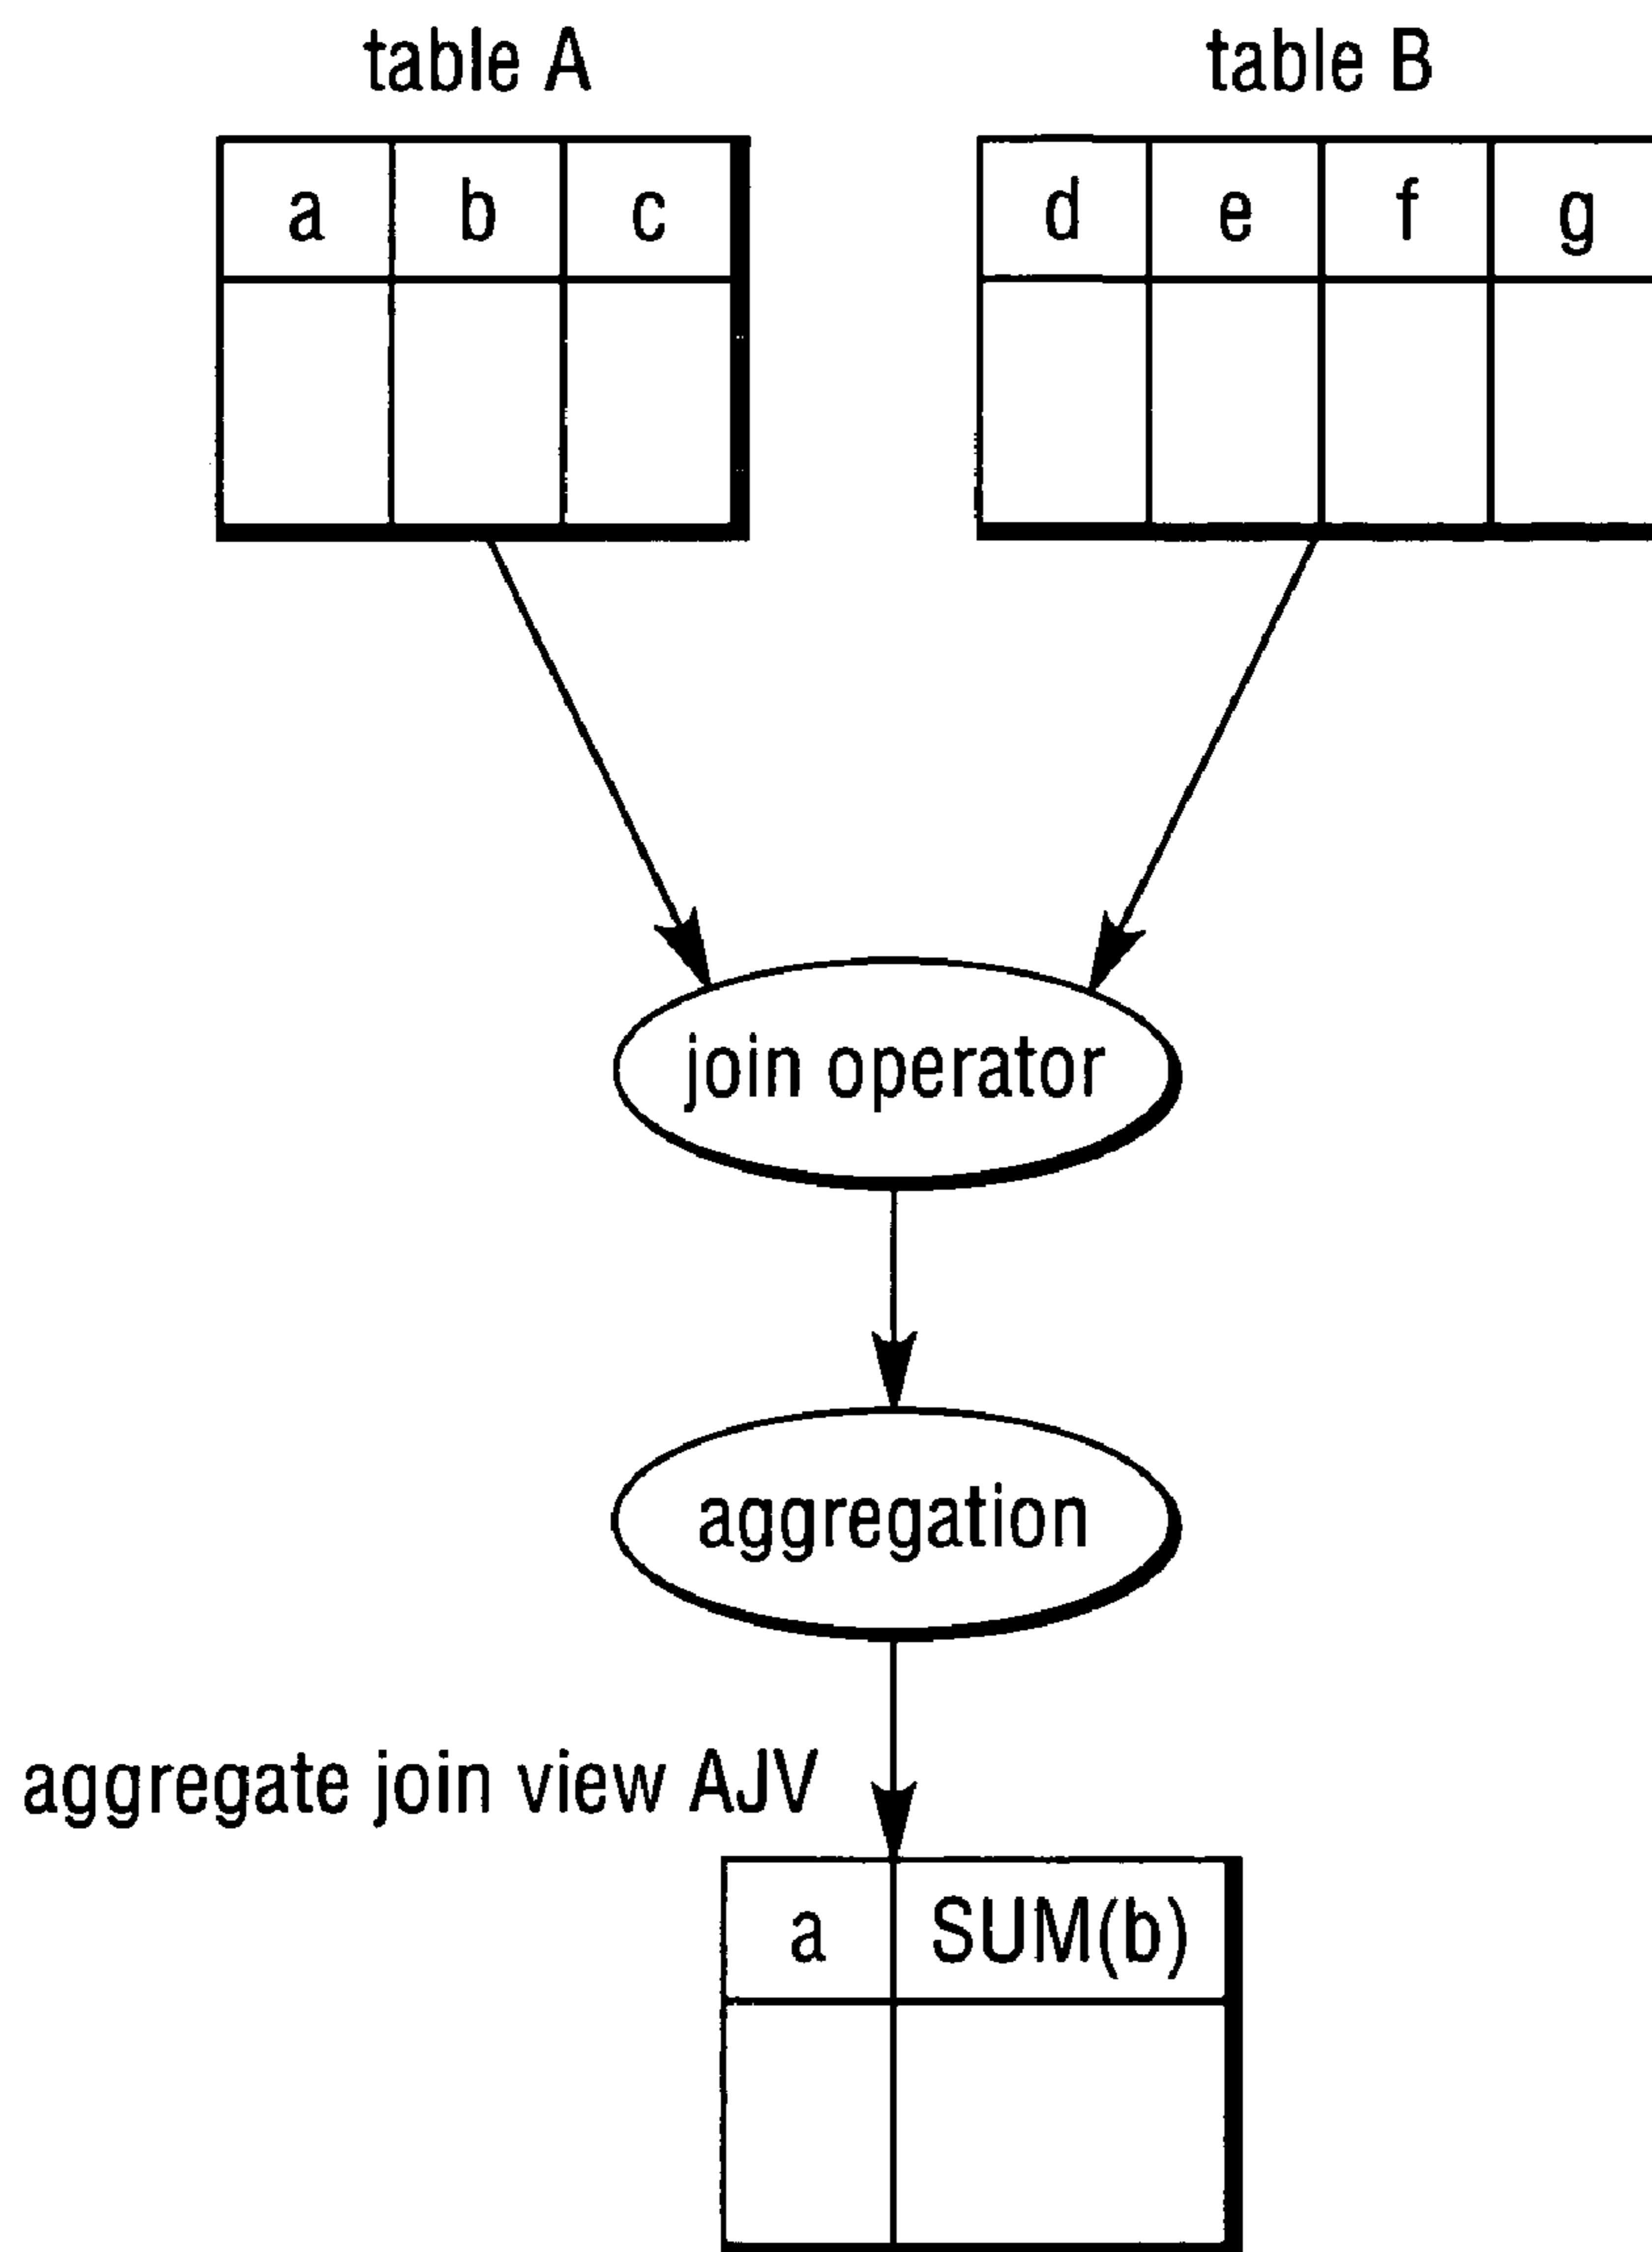 table A table B
a b c d e f g
join operator
aggregation
aggregate join view AJV
a SUM(b)